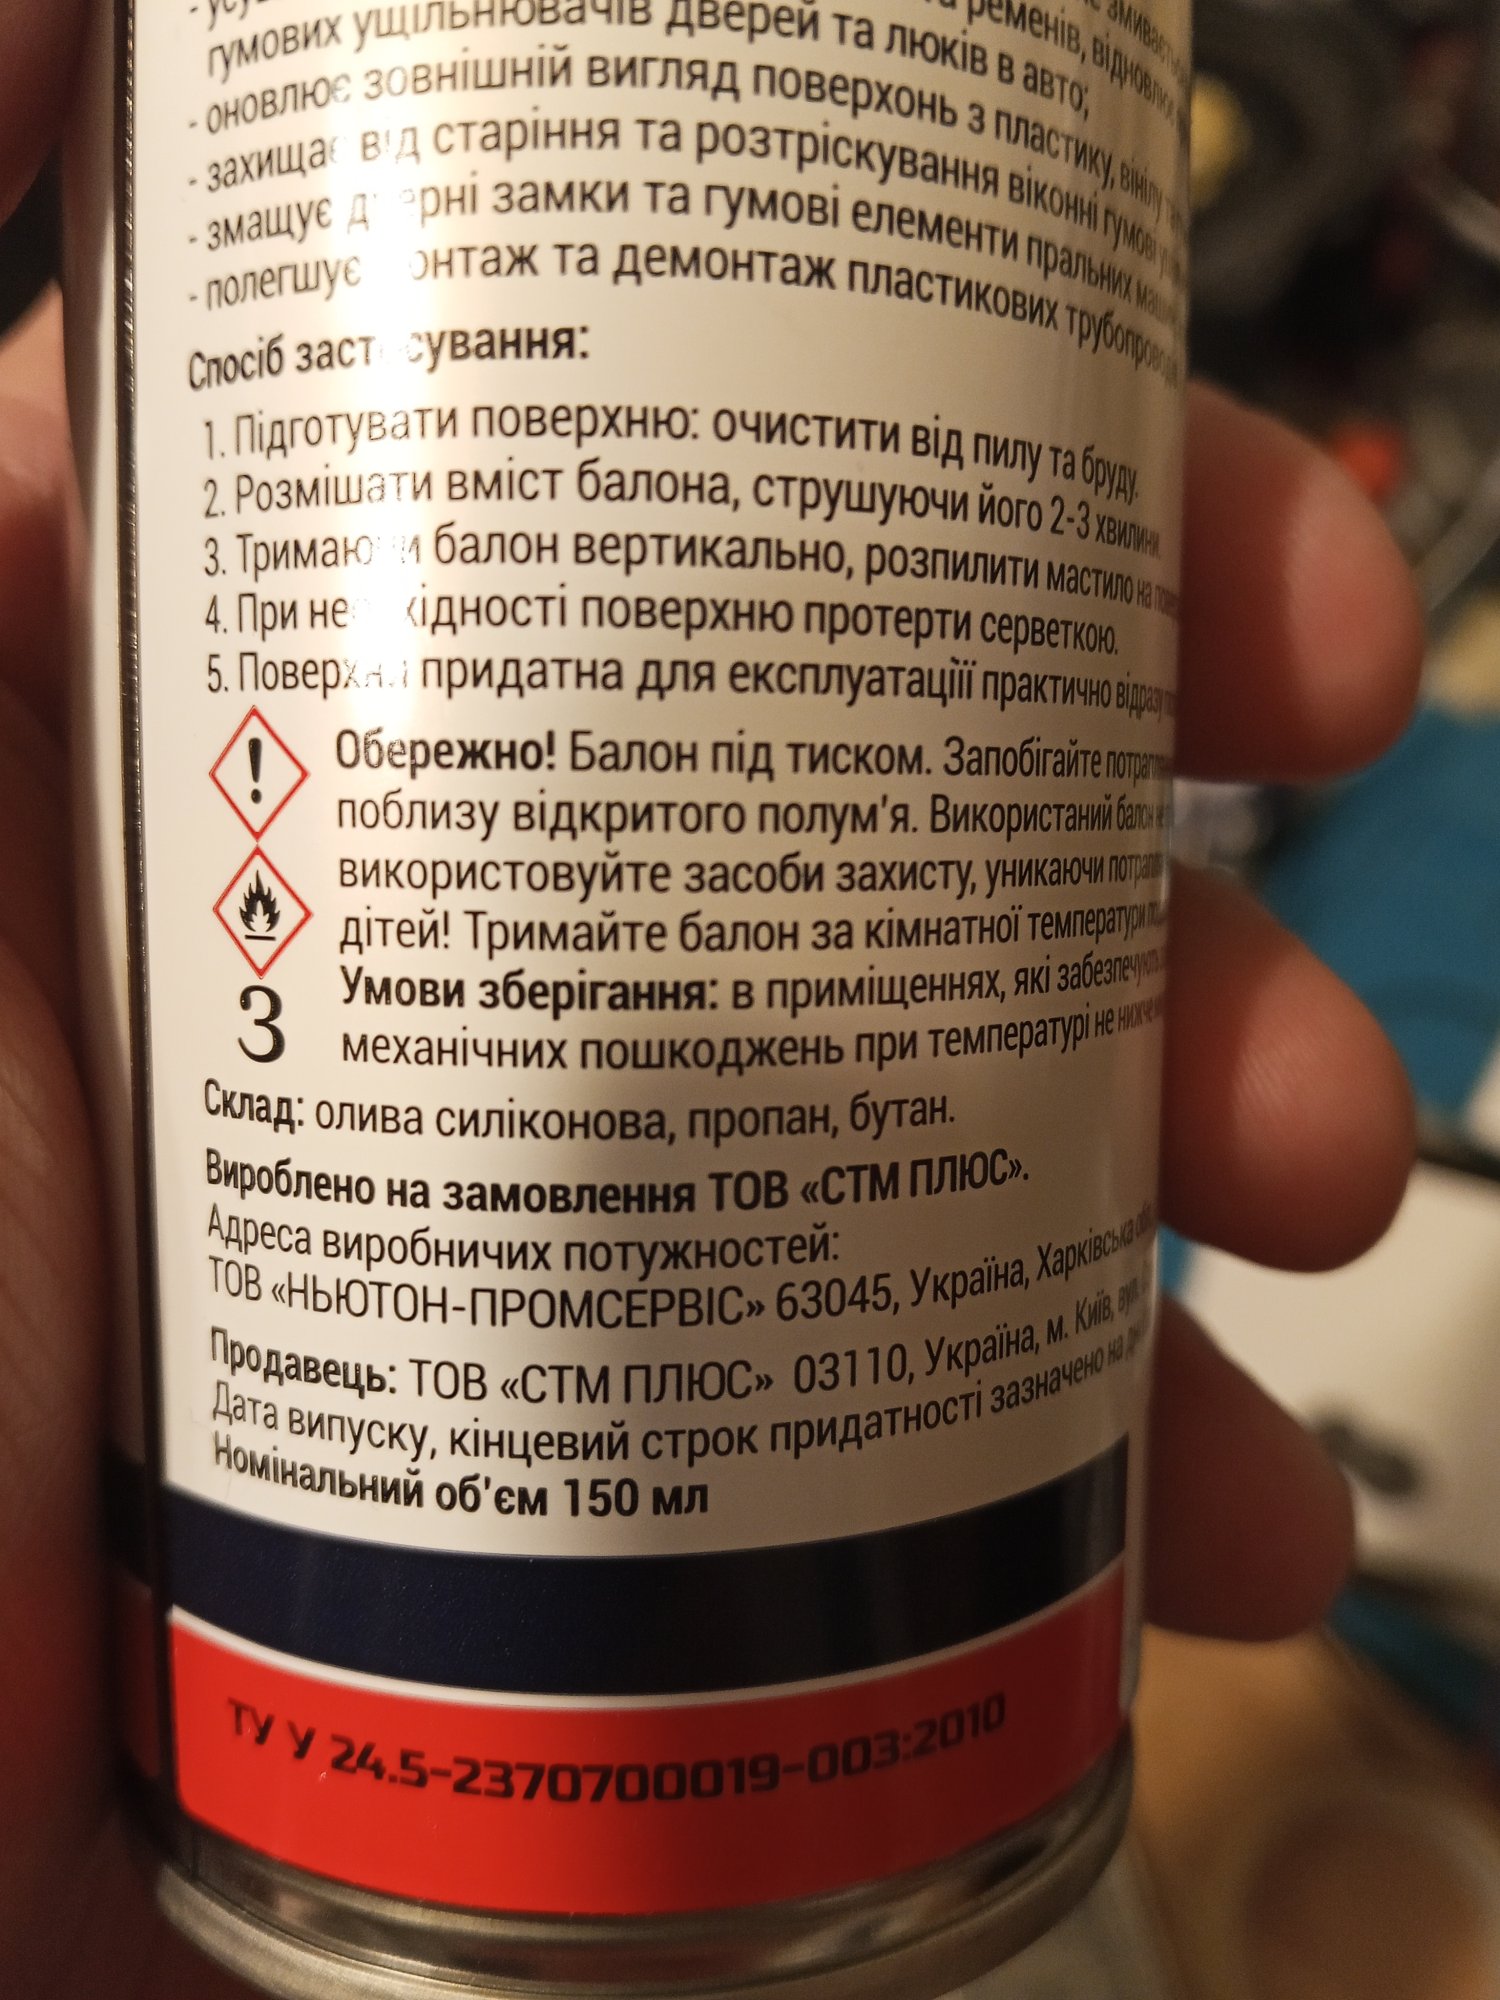 гумових ущільнювачів дверей та люків в авто;
- оновлює зовнішній вигляд поверхонь з пластику, вінілу
- захищає від старіння та розтріскування віконні гумові
- змащує дверні замки та гумові елементи пральних
- полегшує монтаж та демонтаж пластикових
Спосіб застосування:
1. Підготувати поверхню: очистити від пилу та бруду.
2. Розмішати вміст балона, струшуючи його 2-3 хвилини.
3. Тримаючи балон вертикально, розпилити мастило на
4. При необхідності поверхню протерти серветкою.
5. Поверхня придатна для експлуатаціїї практично відразу
Обережно! Балон під тиском. Запобігайте
поблизу відкритого полум'я. Використаний балон не
використовуйте засоби захисту, уникаючи
дітей! Тримайте балон за кімнатної температури
3
Умови зберігання: в приміщеннях, які забезпечують
механічних пошкоджень при температурі не нижче
Склад: олива силіконова, пропан, бутан.
Вироблено на замовлення ТОВ «СТМ ПЛЮС».
Адреса виробничих потужностей:
ТОВ «НЬЮТОН-ПРОМСЕРВІС» 63045, Україна, Харківська
Продавець: ТОВ «СТМ ПЛЮС» 03110, Україна, м. Київ, вул.
Дата випуску, кінцевий строк придатності зазначено на
Номінальний об'єм 150 мл
ТУ У 24.5-2370700019-003:2010